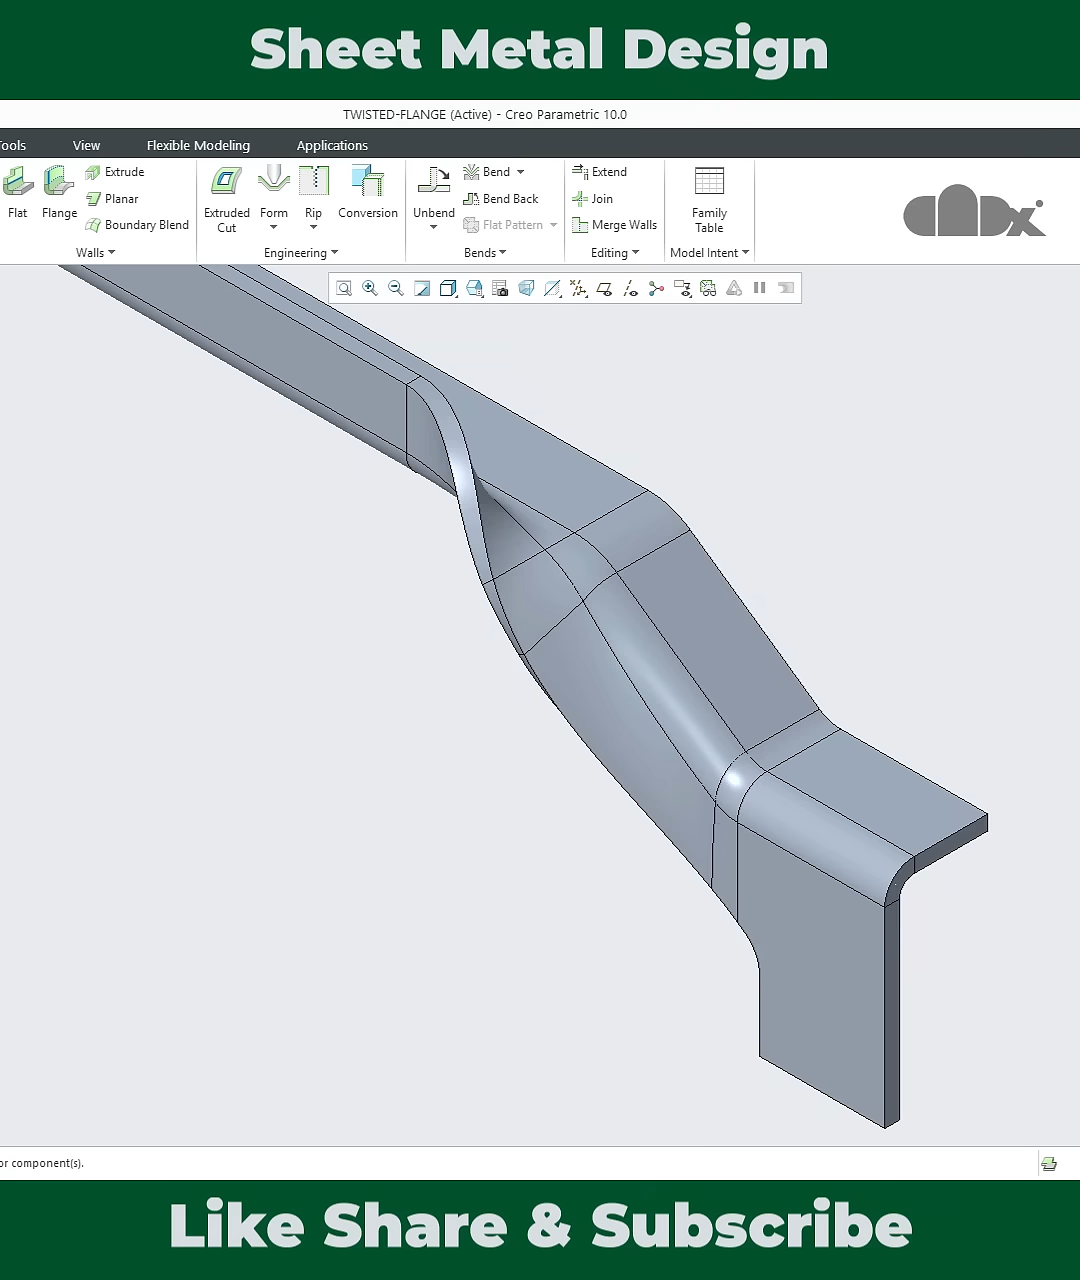 Sheet Metal Design
TWISTED-FLANGE (Active) - Creo Parametric 10.0
Tools View Flexible Modeling Applications
Flat
Flange
Extrude
Planar
Boundary Blend
Walls
Extruded Cut
Form
Rip
Conversion
Engineering
Unbend
Bend
Bend Back
Flat Pattern
Bends
Extend
Join
Merge Walls
Editing
Family Table
Model Intent
CADx
or component(s).
Like Share & Subscribe